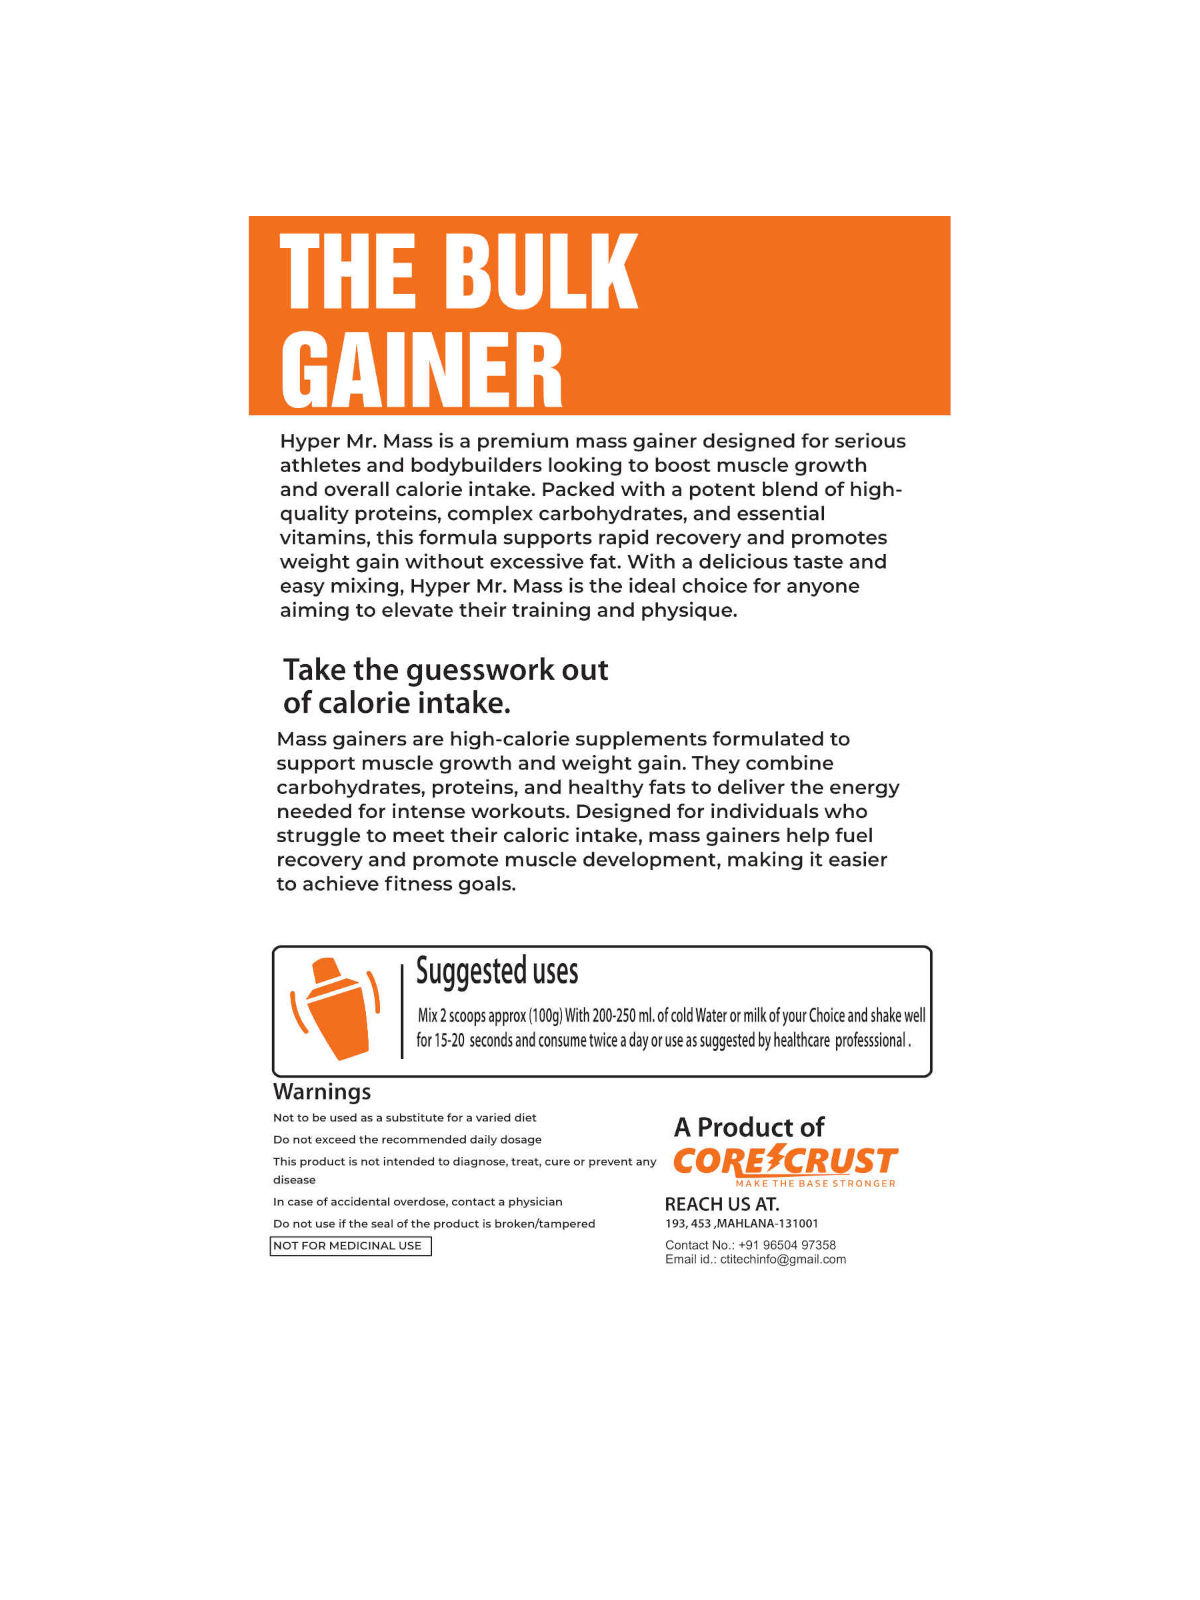 THE BULK
GAINER
Hyper Mr. Mass is a premium mass gainer designed for serious
athletes and bodybuilders looking to boost muscle growth
and overall calorie intake. Packed with a potent blend of high-
quality proteins, complex carbohydrates, and essential
vitamins, this formula supports rapid recovery and promotes
weight gain without excessive fat. With a delicious taste and
easy mixing, Hyper Mr. Mass is the ideal choice for anyone
aiming to elevate their training and physique.
Take the guesswork out
of calorie intake.
Mass gainers are high-calorie supplements formulated to
support muscle growth and weight gain. They combine
carbohydrates, proteins, and healthy fats to deliver the energy
needed for intense workouts. Designed for individuals who
struggle to meet their caloric intake, mass gainers help fuel
recovery and promote muscle development, making it easier
to achieve fitness goals.
Suggested uses
Mix 2 scoops approx (100g) With 200-250 ml. of cold Water or milk of your Choice and shake well
for 15-20 seconds and consume twice a day or use as suggested by healthcare professsional .
Warnings
Not to be used as a substitute for a varied diet
Do not exceed the recommended daily dosage
This product is not intended to diagnose, treat, cure or prevent any
disease
In case of accidental overdose, contact a physician
Do not use if the seal of the product is broken/tampered
NOT FOR MEDICINAL USE
A Product of
CORE CRUST
MAKE THE BASE STRONGER
REACH US AT.
193, 453 ,MAHLANA-131001
Contact No.: +91 96504 97358
Email id.: ctitechinfo@gmail.com